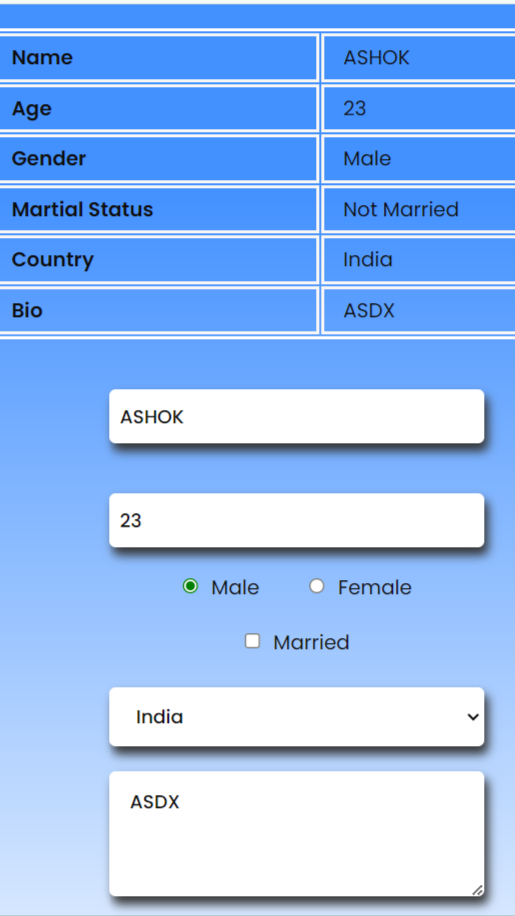 Name ASHOK
Age 23
Gender Male
Martial Status Not Married
Country India
Bio ASDX
ASHOK
23
Male Female
Married
India
ASDX